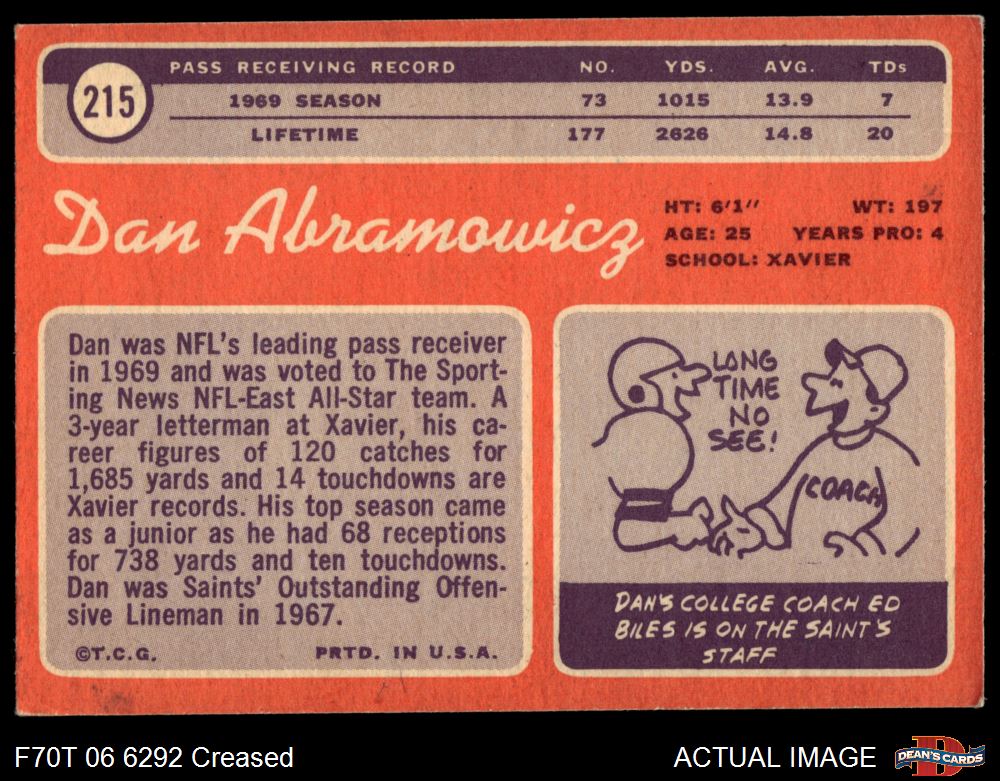 215
PASS RECEIVING RECORD NO. YDS. AVG. TDs
1969 SEASON 73 1015 13.9 7
LIFETIME 177 2626 14.8 20
Dan Abramowicz
HT: 6'1" WT: 197
AGE: 25 YEARS PRO: 4
SCHOOL: XAVIER
Dan was NFL's leading pass receiver
in 1969 and was voted to The Sport-
ing News NFL-East All-Star team. A
3-year letterman at Xavier, his ca-
reer figures of 120 catches for
1,685 yards and 14 touchdowns are
Xavier records. His top season came
as a junior as he had 68 receptions
for 738 yards and ten touchdowns.
Dan was Saints' Outstanding Offen-
sive Lineman in 1967.
©T.C.G. PRTD. IN U.S.A.
LONG
TIME
NO
SEE!
COACH
DAN'S COLLEGE COACH ED
BILES IS ON THE SAINT'S
STAFF
F70T 06 6292 Creased
ACTUAL IMAGE
D
DEAN'S CARDS